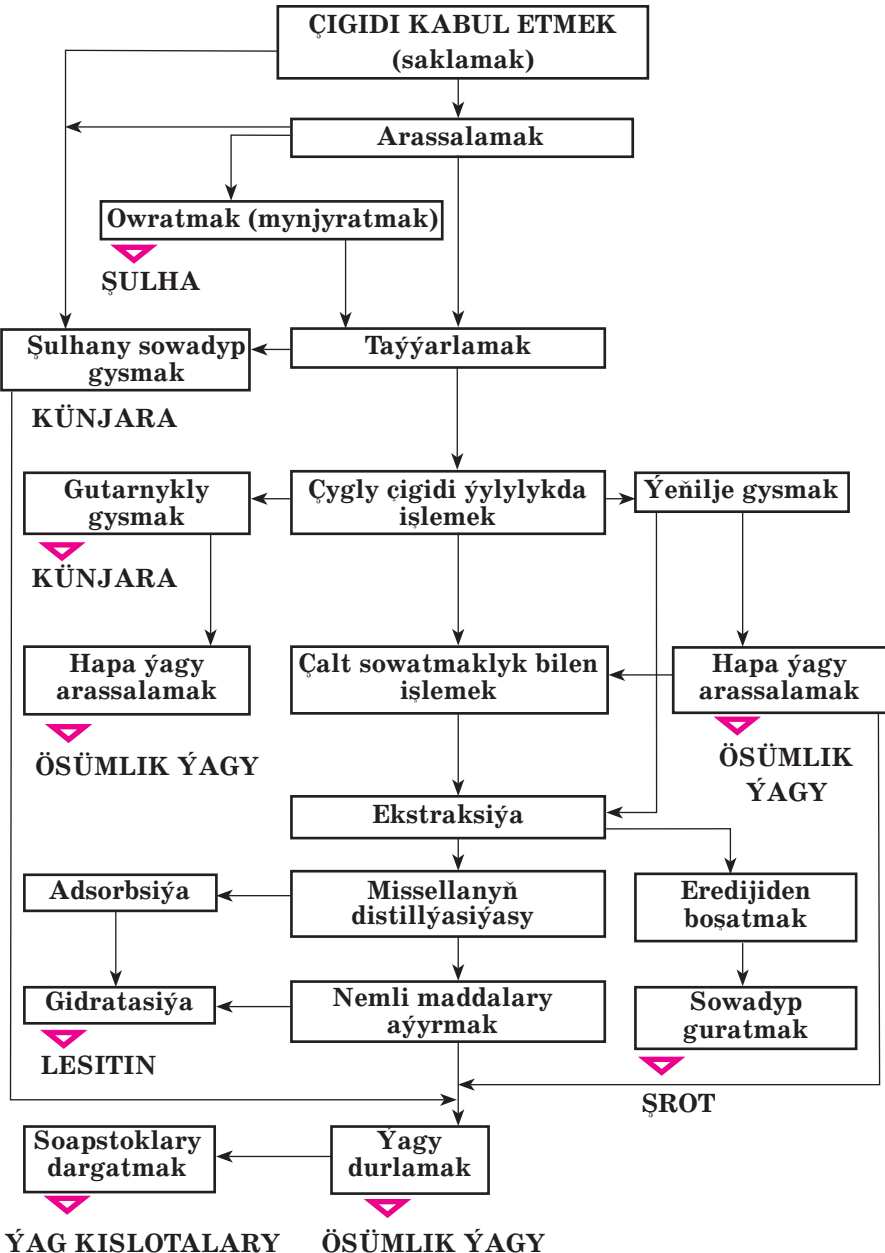 ÇIGIDI KABUL ETMEK
(saklamak)
Arassalamak
Owratmak (mynjyratmak)
ŞULHA
Şulhany sowadyp
gysmak
Taýýarlamak
KÜNJARA
Gutarnykly
gysmak
Çygly çigidi ýylylykda
işlemek
Ýeňilje gysmak
KÜNJARA
Hapa ýagy
arassalamak
Çalt sowatmaklyk bilen
işlemek
Hapa ýagy
arassalamak
ÖSÜMLIK ÝAGY
ÖSÜMLIK
ÝAGY
Ekstraksiýa
Adsorbsiýa
Missellanyň
distillýasiýasy
Eredijiden
boşatmak
Gidratasiýa
Nemli maddalary
aýyrmak
Sowadyp
guratmak
LESITIN
ŞROT
Soapstoklary
dargatmak
Ýagy
durlamak
ÝAG KISLOTALARY
ÖSÜMLIK ÝAGY